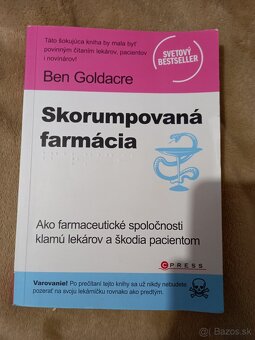 Táto šokujúca kniha by mala byť
povinným čítaním lekárov, pacientov
i novinárov!
SVETOVÝ
BESTSELLER
Ben Goldacre
Skorumpovaná
farmácia
Ako farmaceutické spoločnosti
klamú lekárov a škodia pacientom
CPRESS
Varovanie! Po prečítaní tejto knihy sa už nikdy nebudete
pozerať na svoju lekárničku rovnako ako predtým.
Bazos.sk